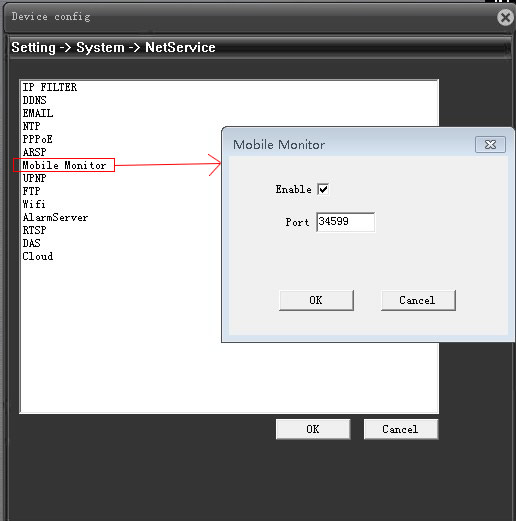 Device config
Setting -> System -> NetService
IP FILTER
DDNS
EMAIL
NTP
PPPoE
ARSP
Mobile Monitor
UPNP
FTP
Wifi
AlarmServer
RTSP
DAS
Cloud
Mobile Monitor
Enable
Port 34599
OK Cancel
OK Cancel